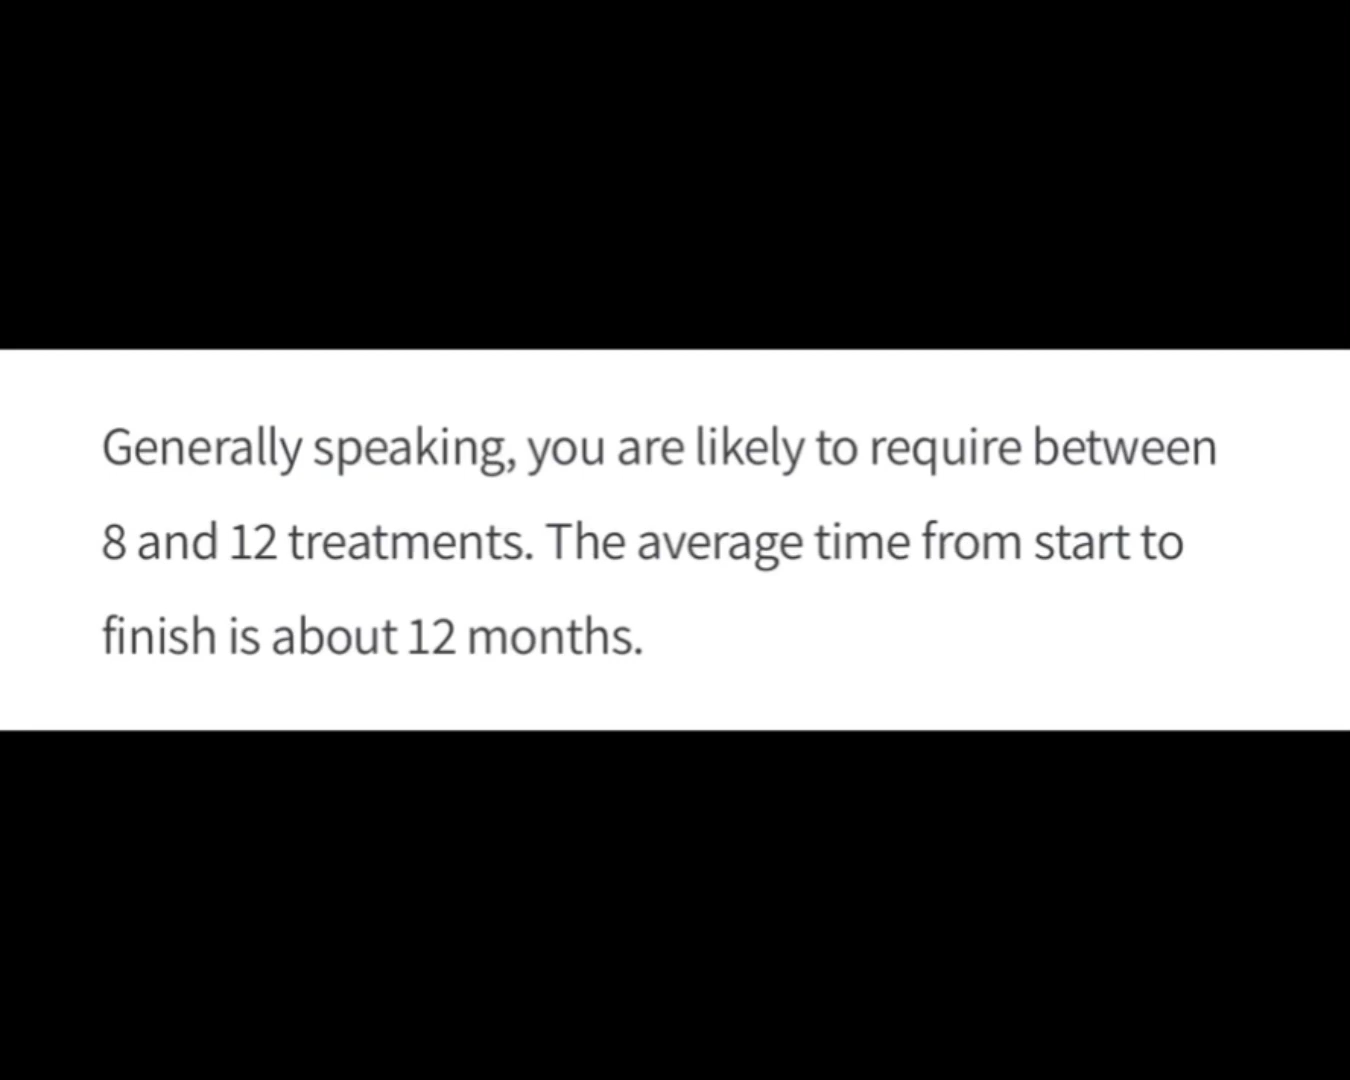 Generally speaking, you are likely to require between
8 and 12 treatments. The average time from start to
finish is about 12 months.